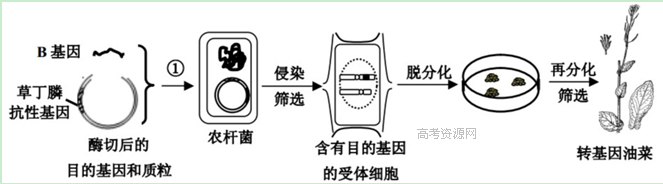 B基因
草丁膦
抗性基因
酶切后的
目的基因和质粒
①
农杆菌
侵染
筛选
含有目的基因
的受体细胞
脱分化
高考资源网
再分化
筛选
转基因油菜